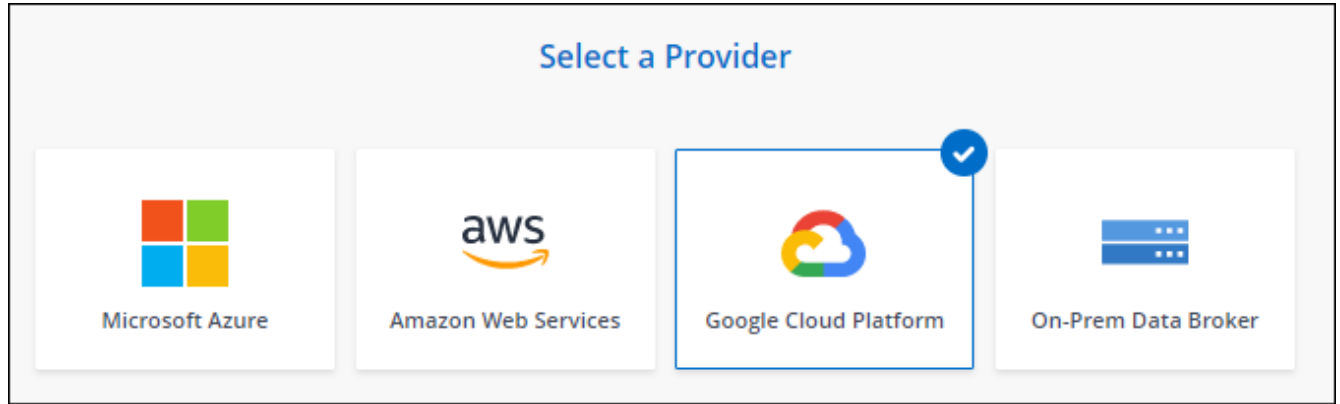 Select a Provider
aws
Microsoft Azure
Amazon Web Services
Google Cloud Platform
On-Prem Data Broker